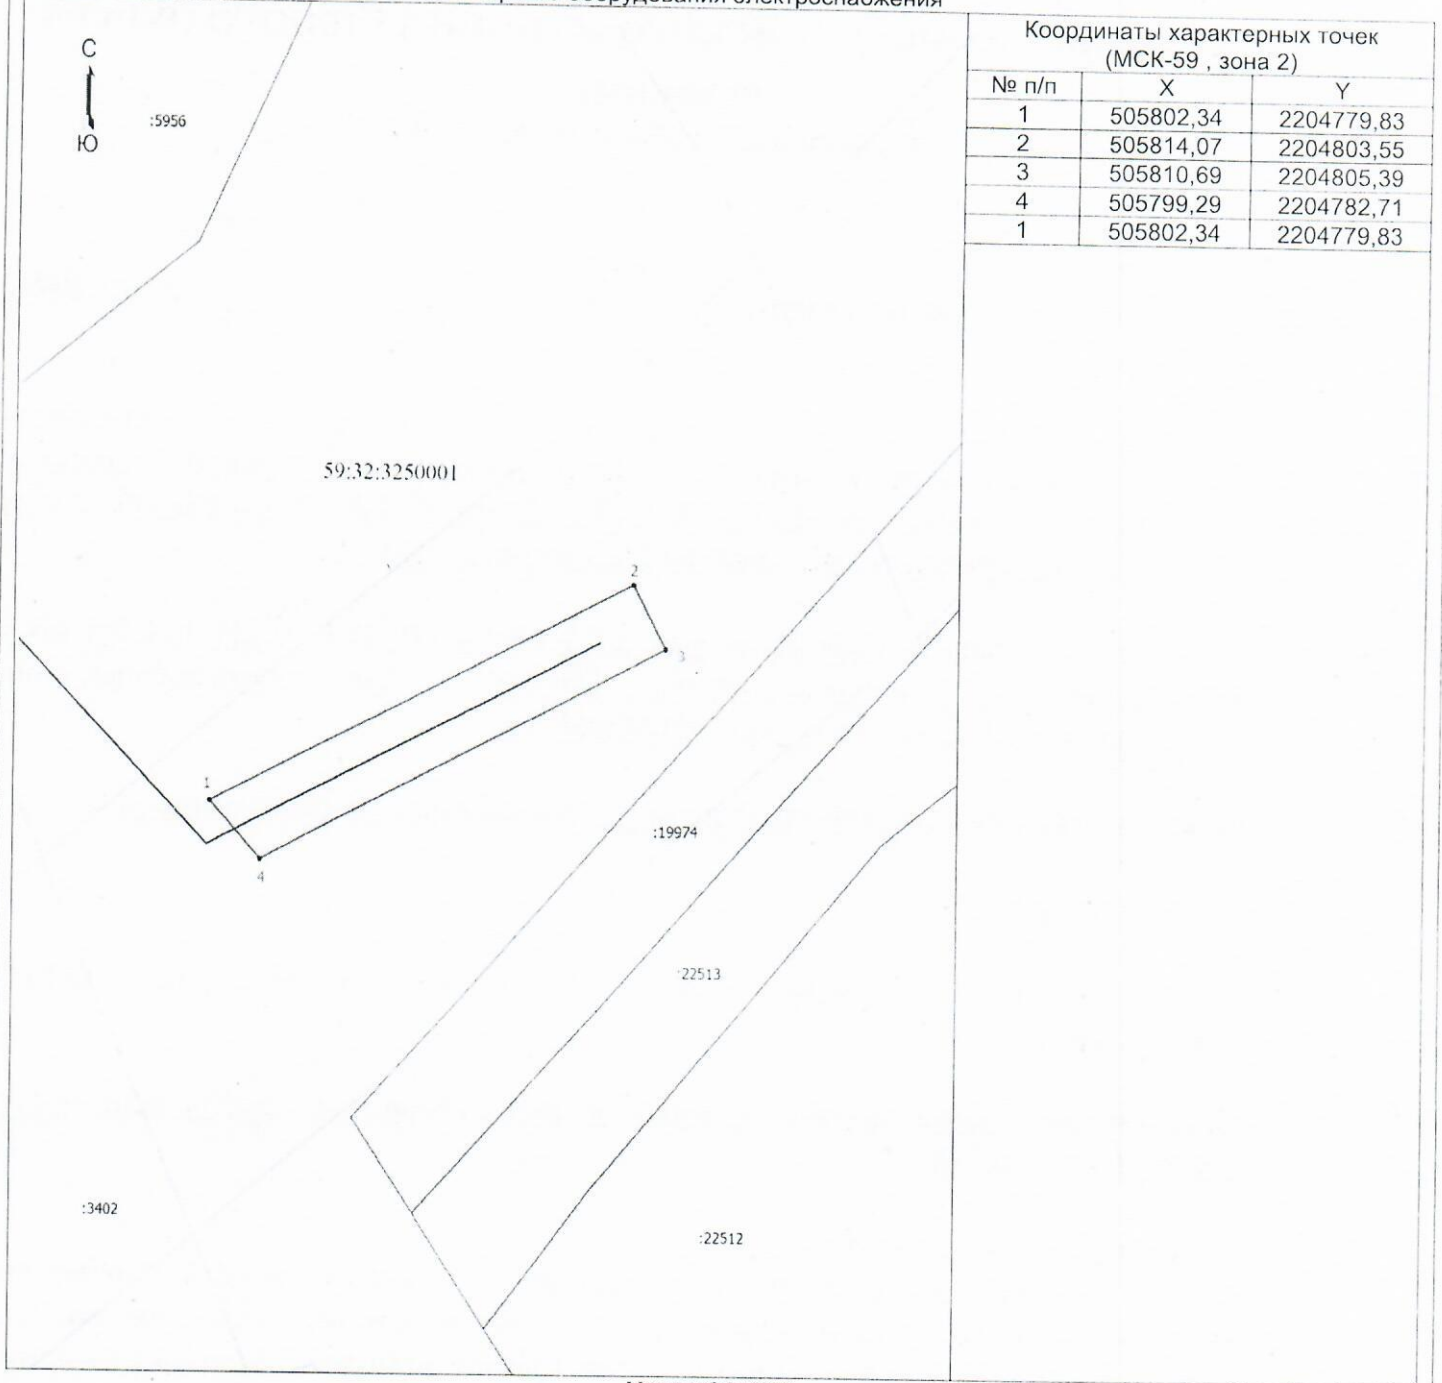 оборудования электроснабжения
С
Ю
:5956
59:32:3250001
2
3
1
4
:19974
:22513
:3402
:22512
Координаты характерных точек
(МСК-59 , зона 2)
№ п/п X Y
1 505802,34 2204779,83
2 505814,07 2204803,55
3 505810,69 2204805,39
4 505799,29 2204782,71
1 505802,34 2204779,83